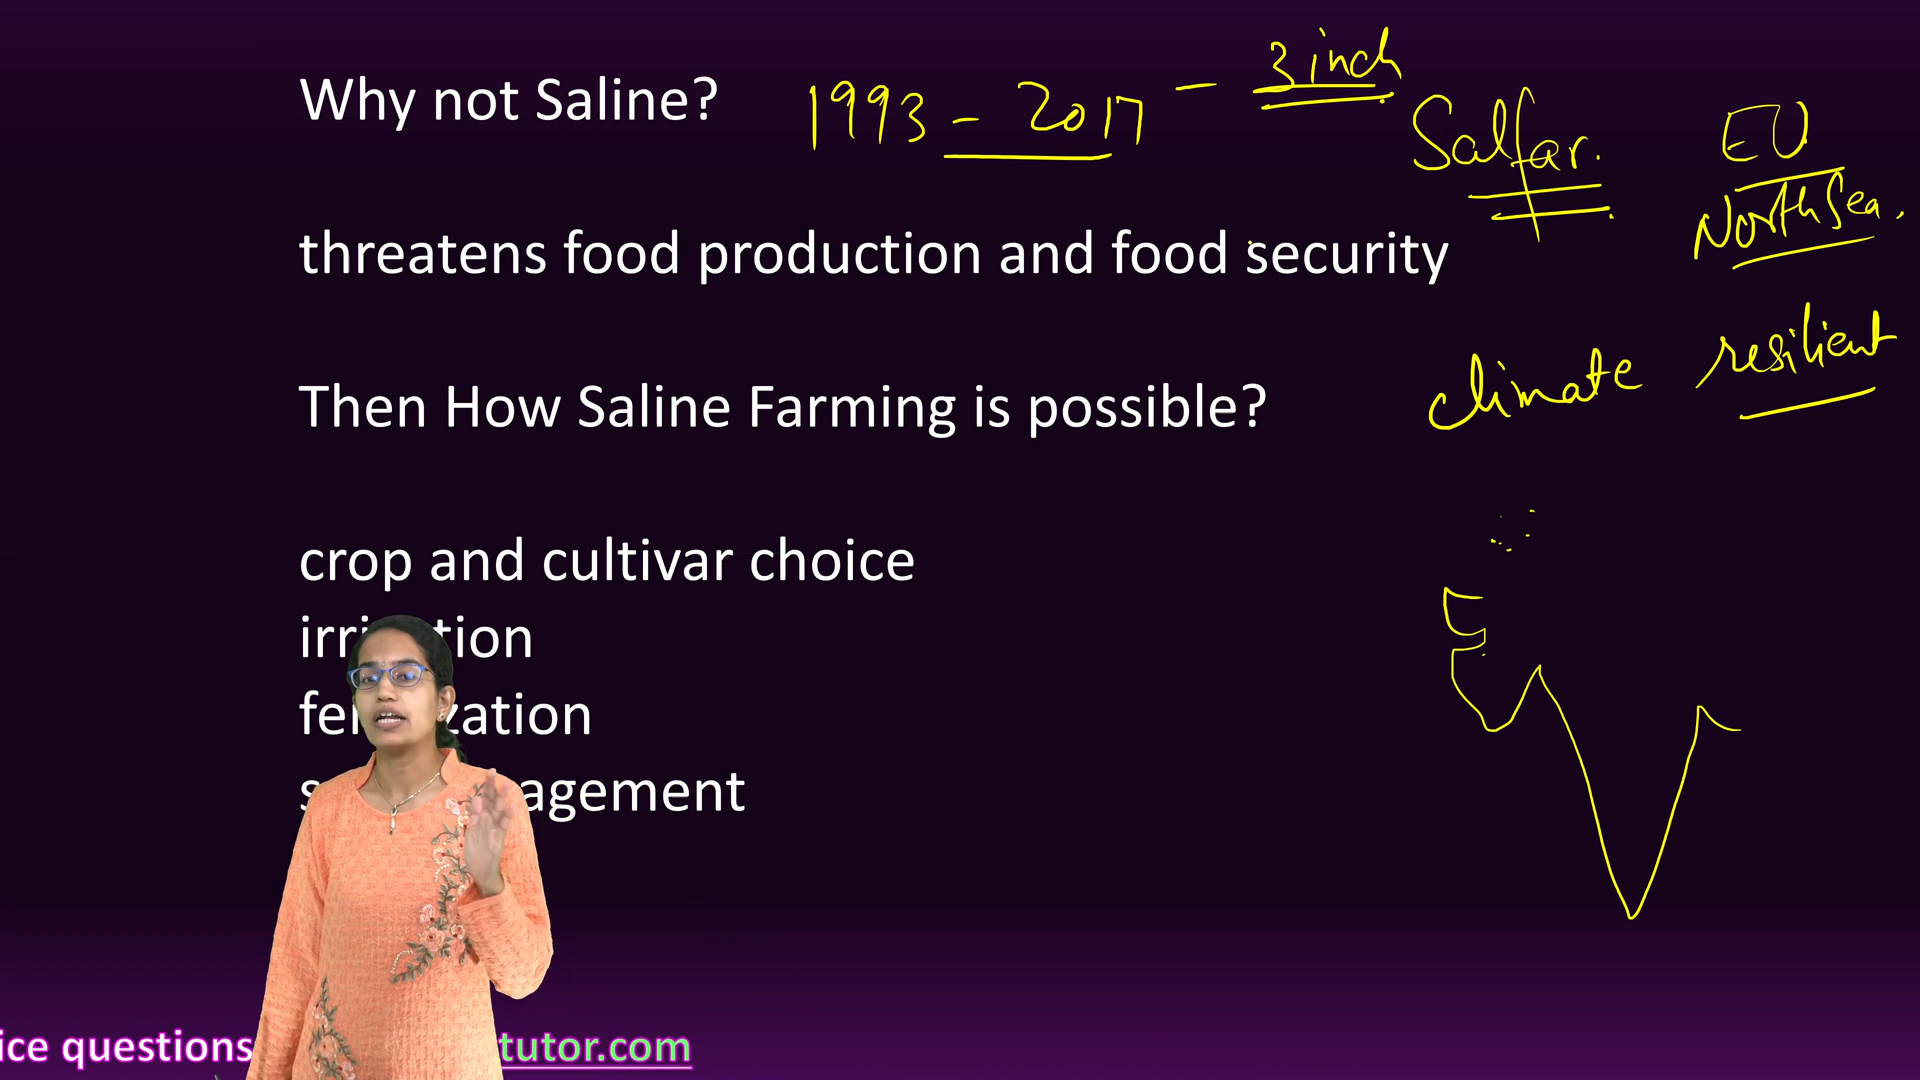 Why not Saline?
1993 - 2017 - 3 inch
Salfar.
EU
North Sea.
threatens food production and food security
climate resilient
Then How Saline Farming is possible?
crop and cultivar choice
agement
ice questions
tutor.com